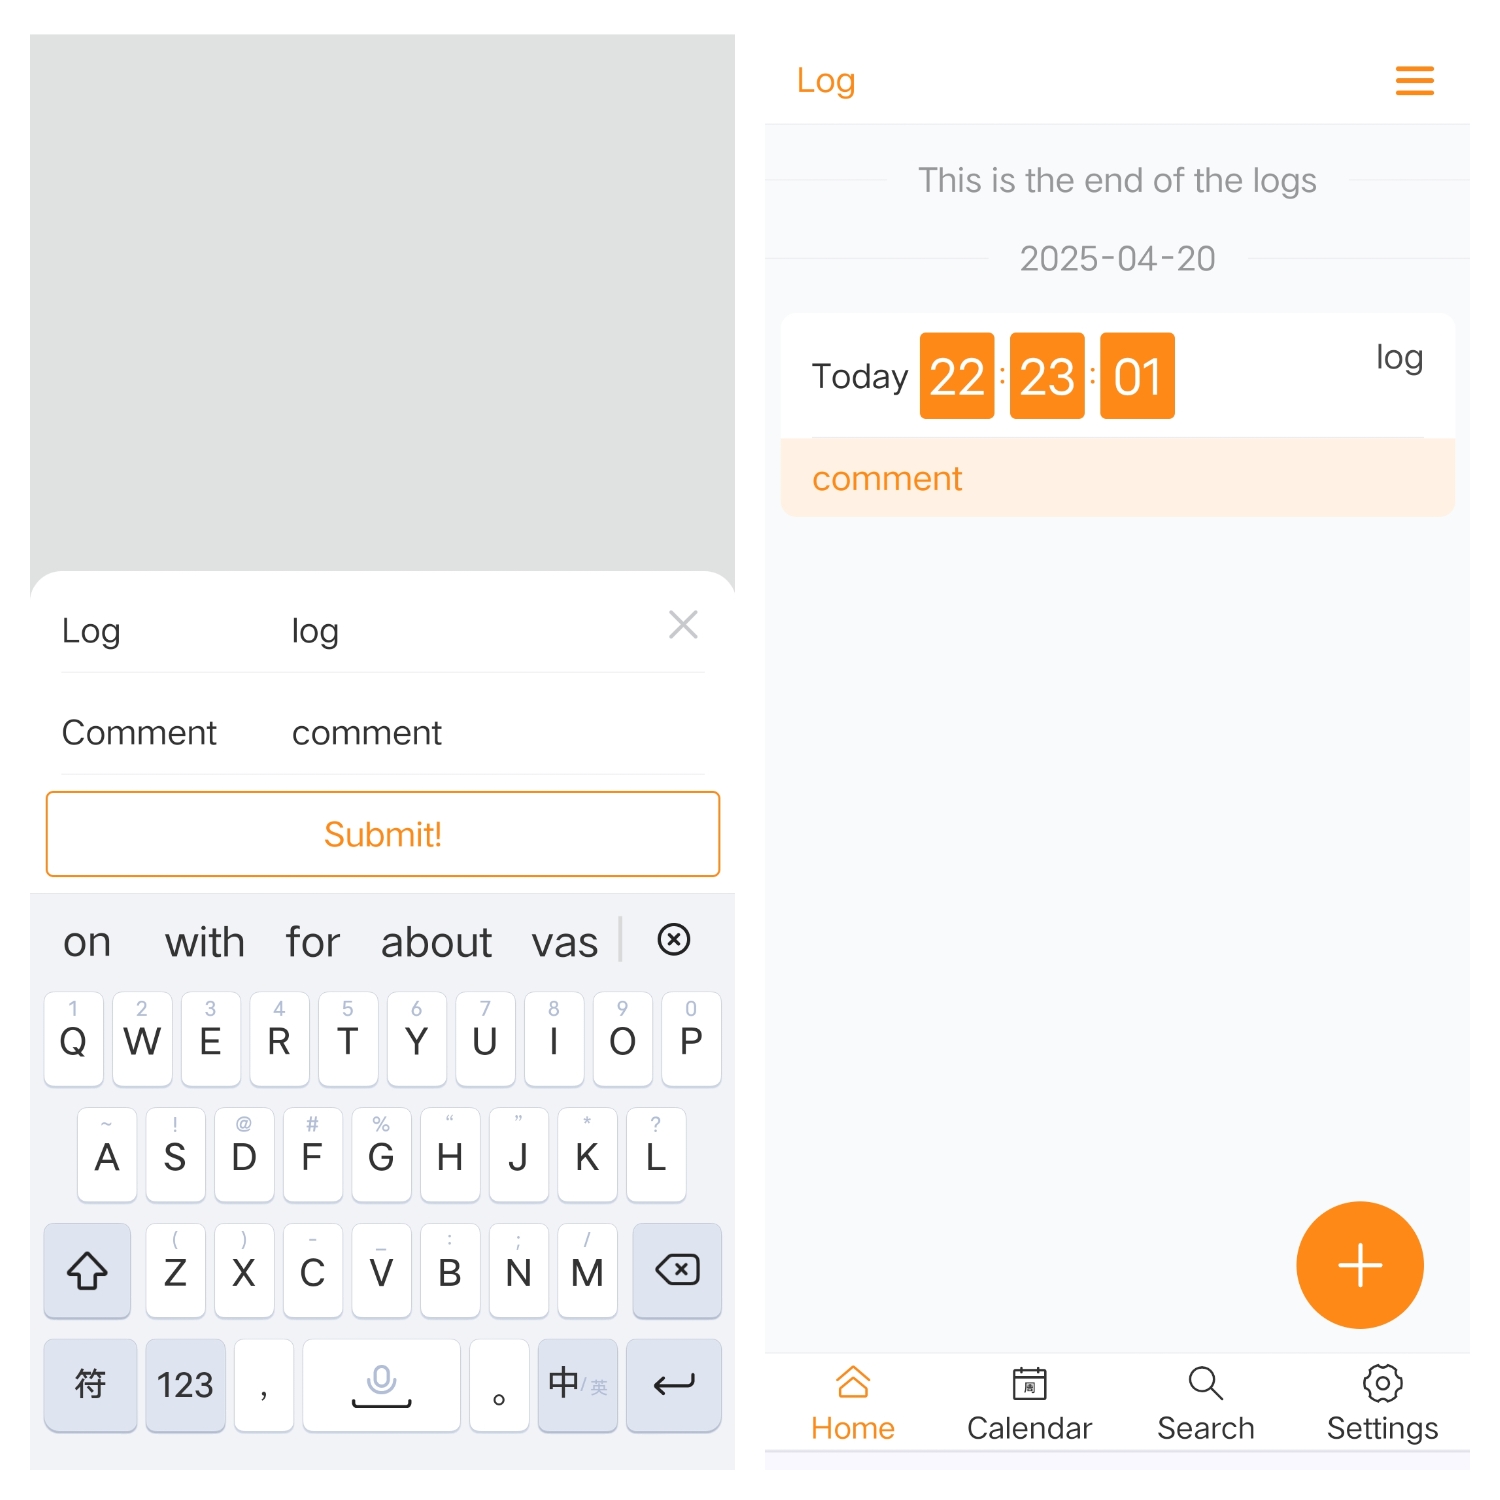 Log log
Comment comment
Submit!
on with for about vas
1 2 3 4 5 6 7 8 9 0
Q W E R T Y U I O P
~ ! @ # % “ ” * ?
A S D F G H J K L
( ) - _ : ; /
Z X C V B N M
符 123 , 。 中/英
Log
This is the end of the logs
2025-04-20
Today 22:23:01 log
comment
周
Home Calendar Search Settings